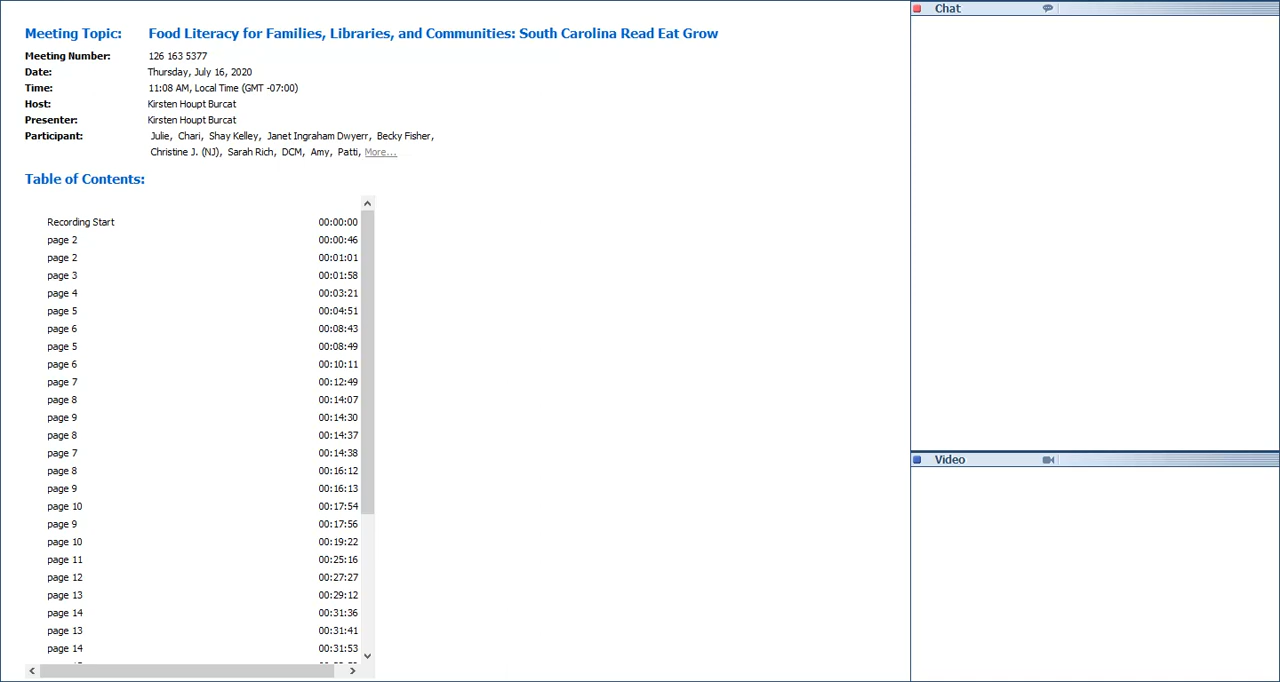 Meeting Topic: Food Literacy for Families, Libraries, and Communities: South Carolina Read Eat Grow
Meeting Number: 126 163 5377
Date: Thursday, July 16, 2020
Time: 11:08 AM, Local Time (GMT -07:00)
Host: Kirsten Houpt Burcat
Presenter: Kirsten Houpt Burcat
Participant: Julie, Chari, Shay Kelley, Janet Ingraham Dwyerr, Becky Fisher,
Christine J. (NJ), Sarah Rich, DCM, Amy, Patti, More...
Table of Contents:
Recording Start 00:00:00
page 2 00:00:46
page 2 00:01:01
page 3 00:01:58
page 4 00:03:21
page 5 00:04:51
page 6 00:08:43
page 5 00:08:49
page 6 00:10:11
page 7 00:12:49
page 8 00:14:07
page 9 00:14:30
page 8 00:14:37
page 7 00:14:38
page 8 00:16:12
page 9 00:16:13
page 10 00:17:54
page 9 00:17:56
page 10 00:19:22
page 11 00:25:16
page 12 00:27:27
page 13 00:29:12
page 14 00:31:36
page 13 00:31:41
page 14 00:31:53
Chat
Video